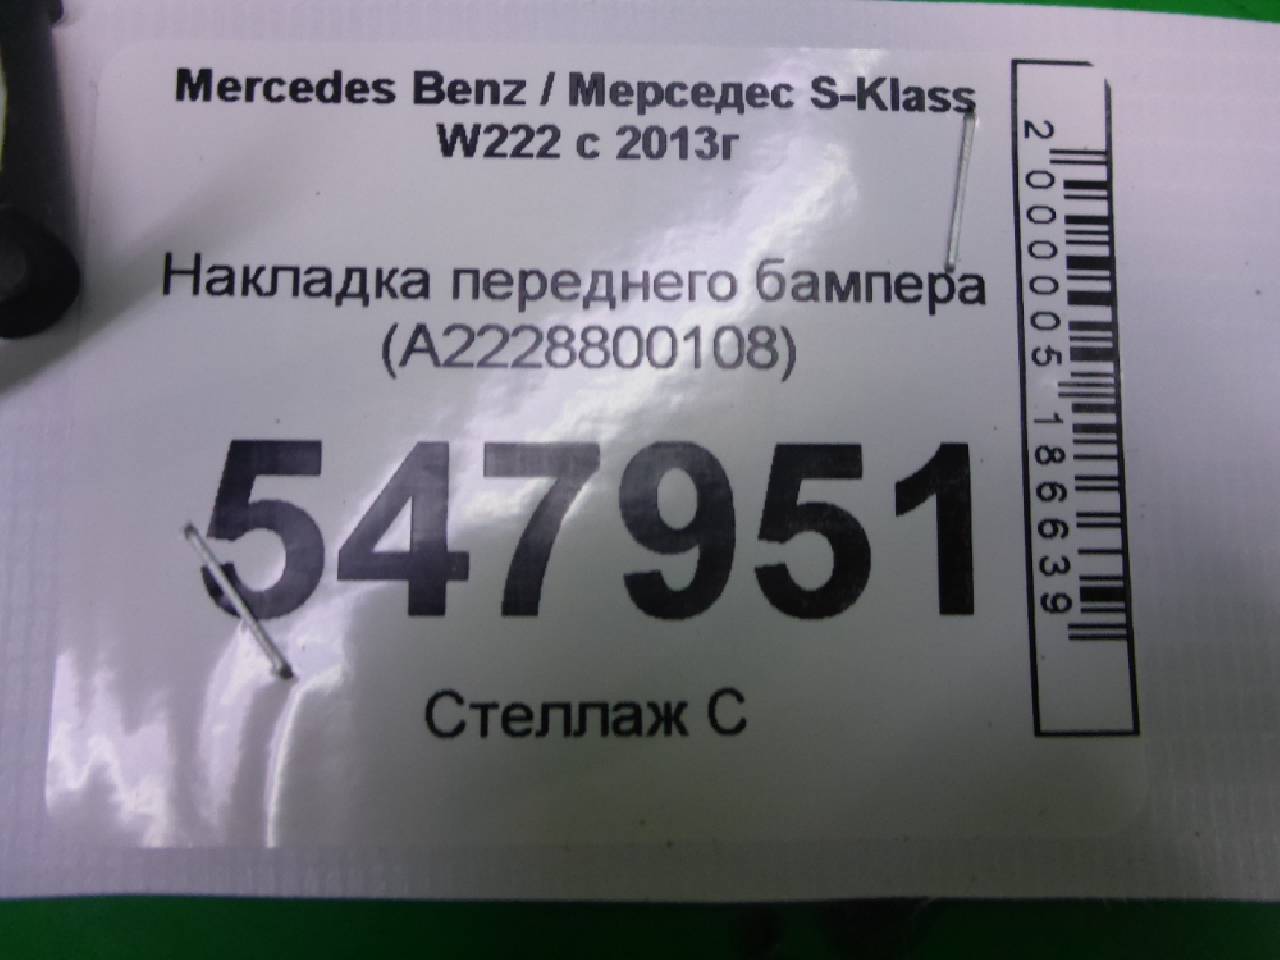 Mercedes Benz / Мерседес S-Klass
W222 с 2013г
Накладка переднего бампера
(A2228800108)
547951
Стеллаж С
2000005186639